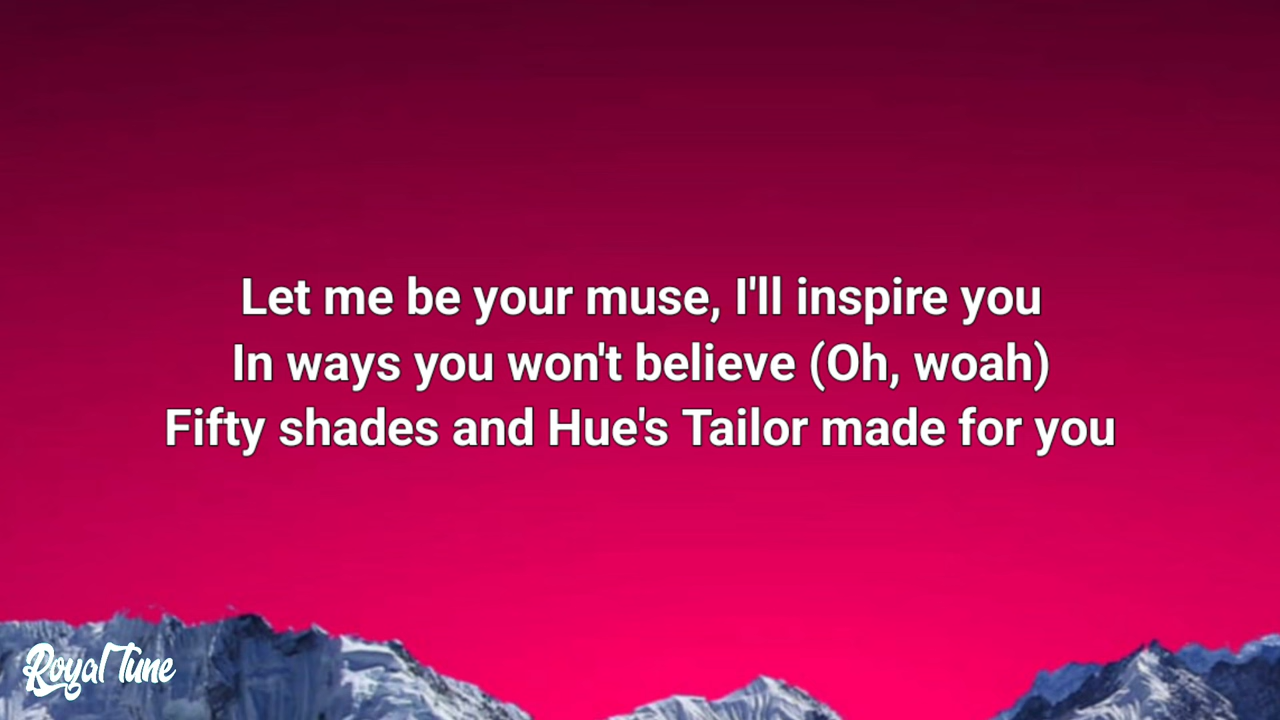 Let me be your muse, I'll inspire you
In ways you won't believe (Oh, woah)
Fifty shades and Hue's Tailor made for you
Royal Tune